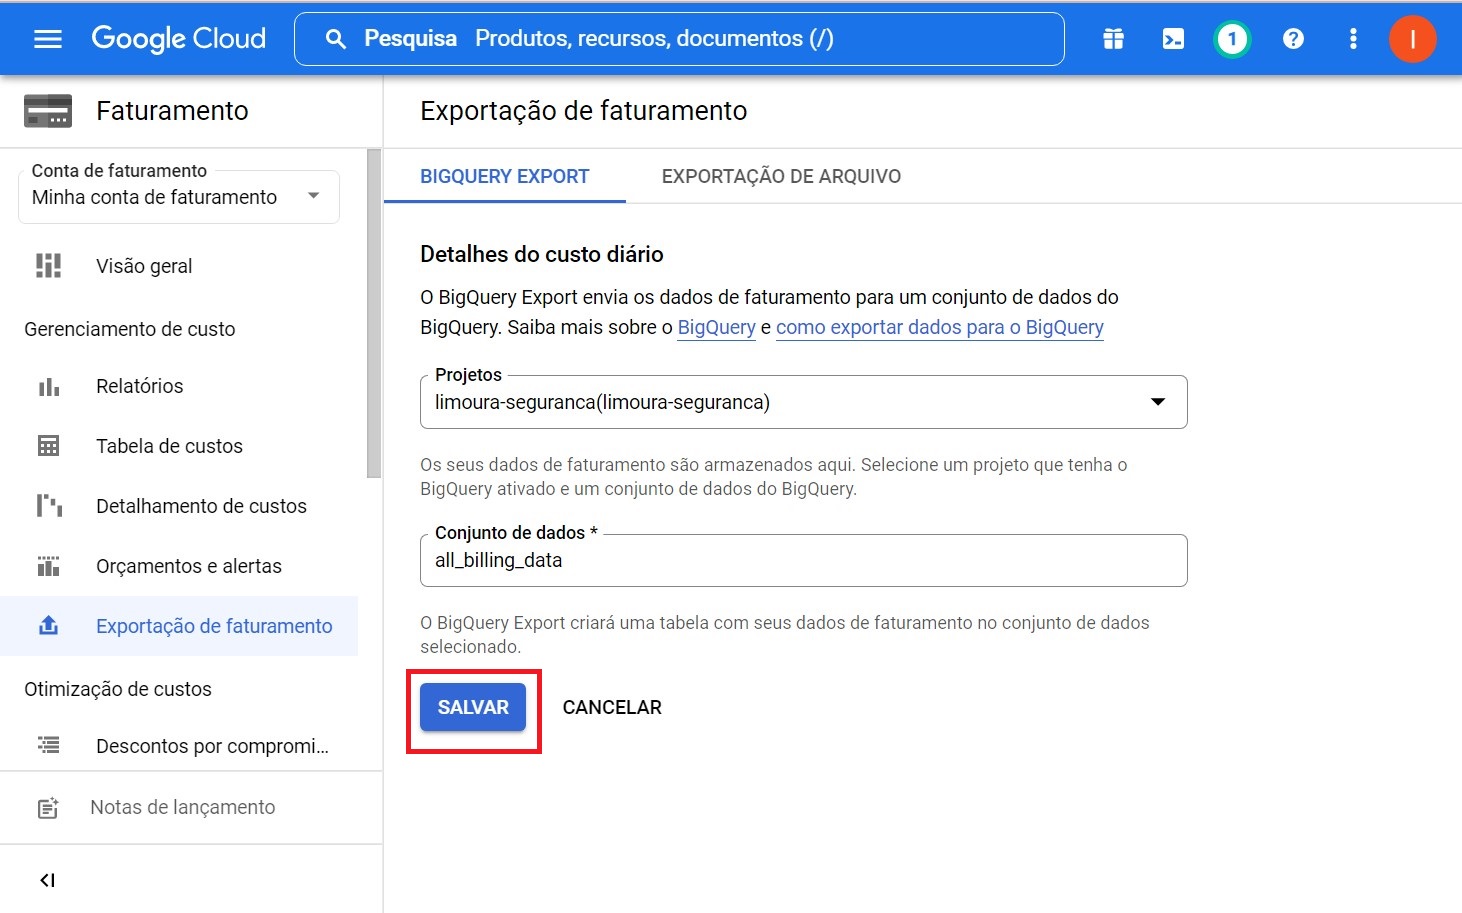 Google Cloud
Pesquisa Produtos, recursos, documentos (/)
1
I
Faturamento
Conta de faturamento
Minha conta de faturamento
Visão geral
Gerenciamento de custo
Relatórios
Tabela de custos
Detalhamento de custos
Orçamentos e alertas
Exportação de faturamento
Otimização de custos
Descontos por compromi...
Notas de lançamento
Exportação de faturamento
BIGQUERY EXPORT
EXPORTAÇÃO DE ARQUIVO
Detalhes do custo diário
O BigQuery Export envia os dados de faturamento para um conjunto de dados do
BigQuery. Saiba mais sobre o BigQuery e como exportar dados para o BigQuery
Projetos
limoura-seguranca(limoura-seguranca)
Os seus dados de faturamento são armazenados aqui. Selecione um projeto que tenha o
BigQuery ativado e um conjunto de dados do BigQuery.
Conjunto de dados *
all_billing_data
O BigQuery Export criará uma tabela com seus dados de faturamento no conjunto de dados
selecionado.
SALVAR
CANCELAR